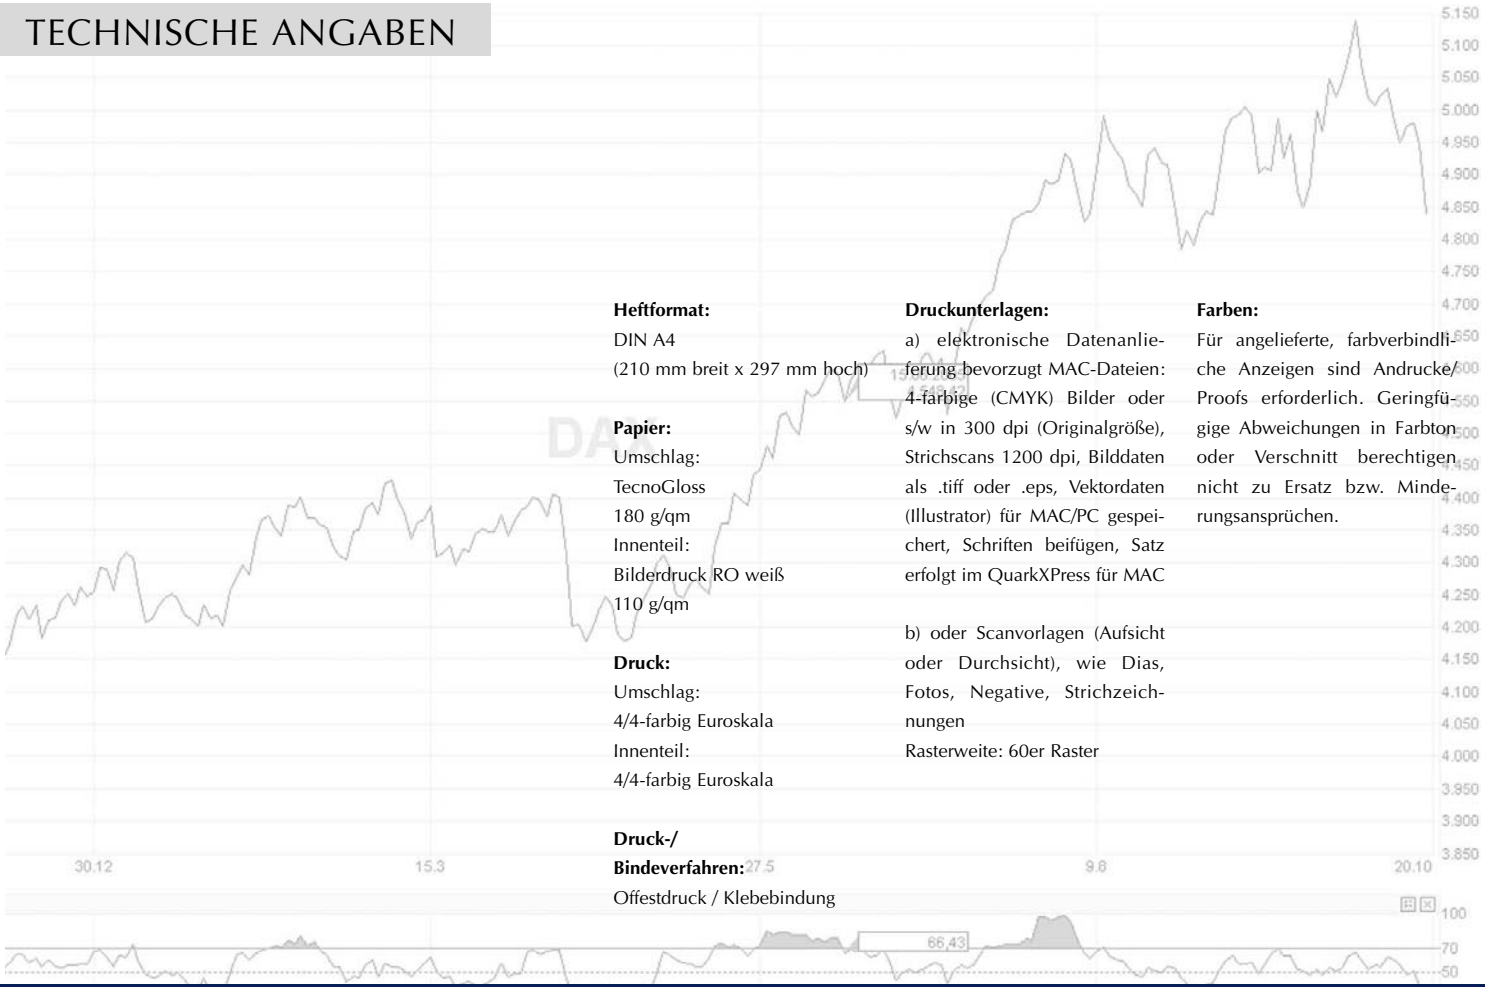 TECHNISCHE ANGABEN
Heftformat:
DIN A4
(210 mm breit x 297 mm hoch)
Papier:
Umschlag:
TecnoGloss
180 g/qm
Innenteil:
Bilderdruck RO weiß
110 g/qm
Druck:
Umschlag:
4/4-farbig Euroskala
Innenteil:
4/4-farbig Euroskala
Druck-/
Bindeverfahren:
Offestdruck / Klebebindung
Druckunterlagen:
a) elektronische Datenanlie-
ferung bevorzugt MAC-Dateien:
4-farbige (CMYK) Bilder oder
s/w in 300 dpi (Originalgröße),
Strichscans 1200 dpi, Bilddaten
als .tiff oder .eps, Vektordaten
(Illustrator) für MAC/PC gespei-
chert, Schriften beifügen, Satz
erfolgt im QuarkXPress für MAC
b) oder Scanvorlagen (Aufsicht
oder Durchsicht), wie Dias,
Fotos, Negative, Strichzeich-
nungen
Rasterweite: 60er Raster
Farben:
Für angelieferte, farbverbindli-
che Anzeigen sind Andrucke/
Proofs erforderlich. Geringfü-
gige Abweichungen in Farbton
oder Verschnitt berechtigen
nicht zu Ersatz bzw. Minde-
rungsansprüchen.
DAX
5.150
5.100
5.050
5.000
4.950
4.900
4.850
4.800
4.750
4.700
4.400
4.350
4.300
4.250
4.200
4.150
4.100
4.050
4.000
3.950
3.900
3.850
30.12
15.3
27.5
9.8
20.10
100
66,43
70
50